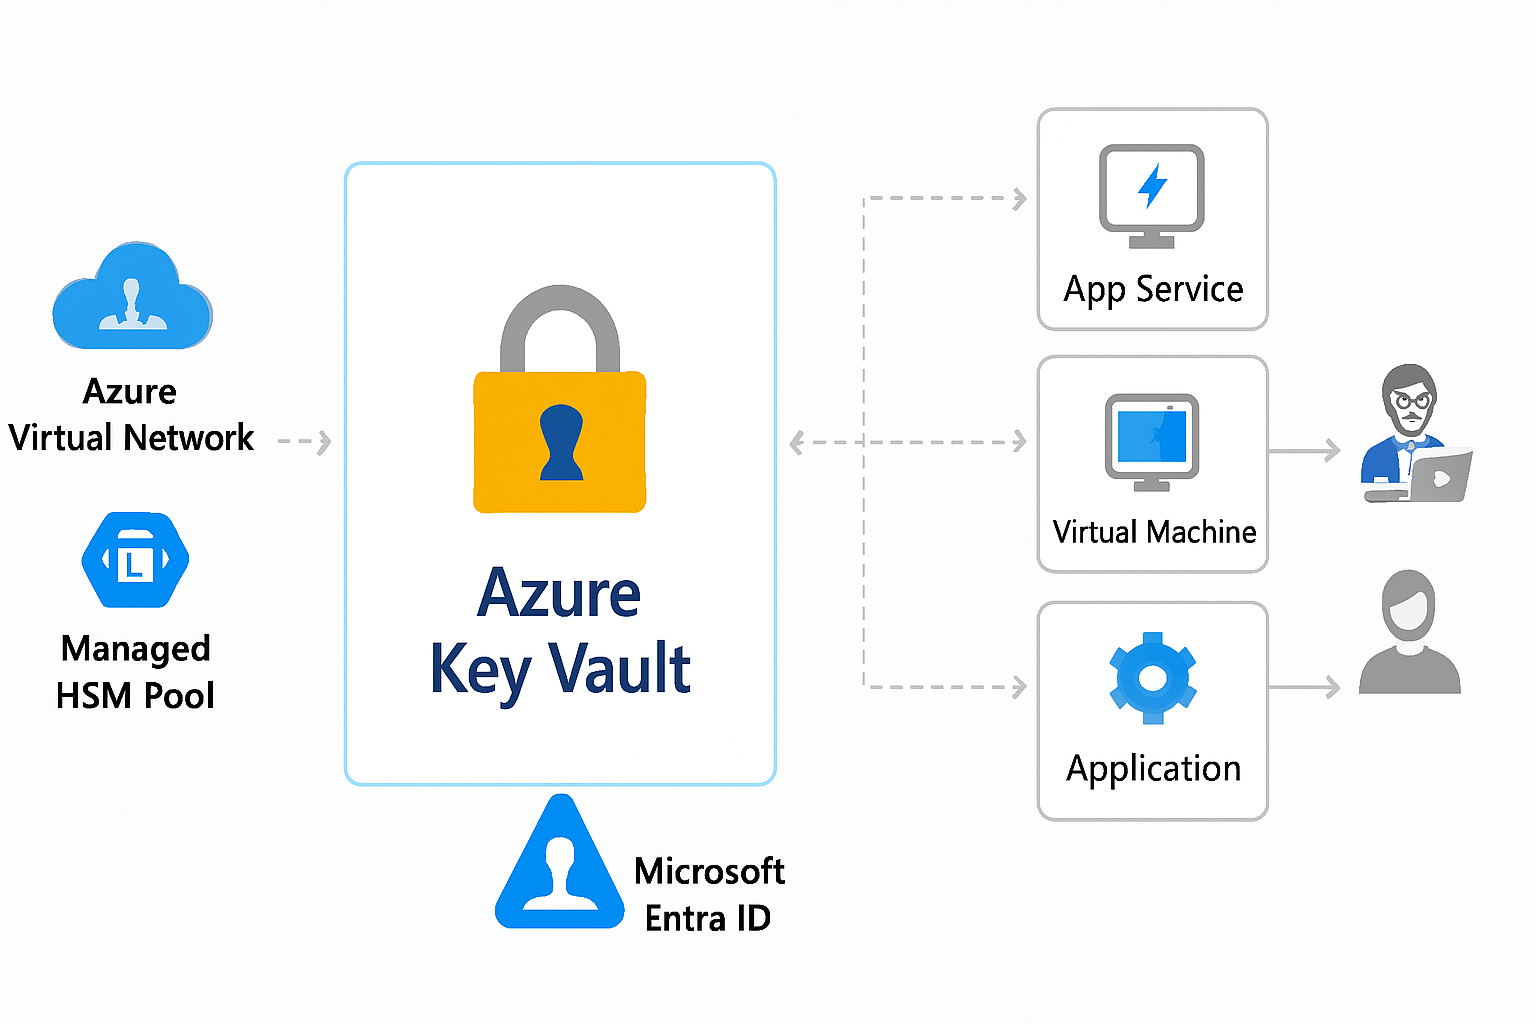 Azure
Virtual Network
Managed
HSM Pool
L
Azure
Key Vault
Microsoft
Entra ID
App Service
Virtual Machine
Application